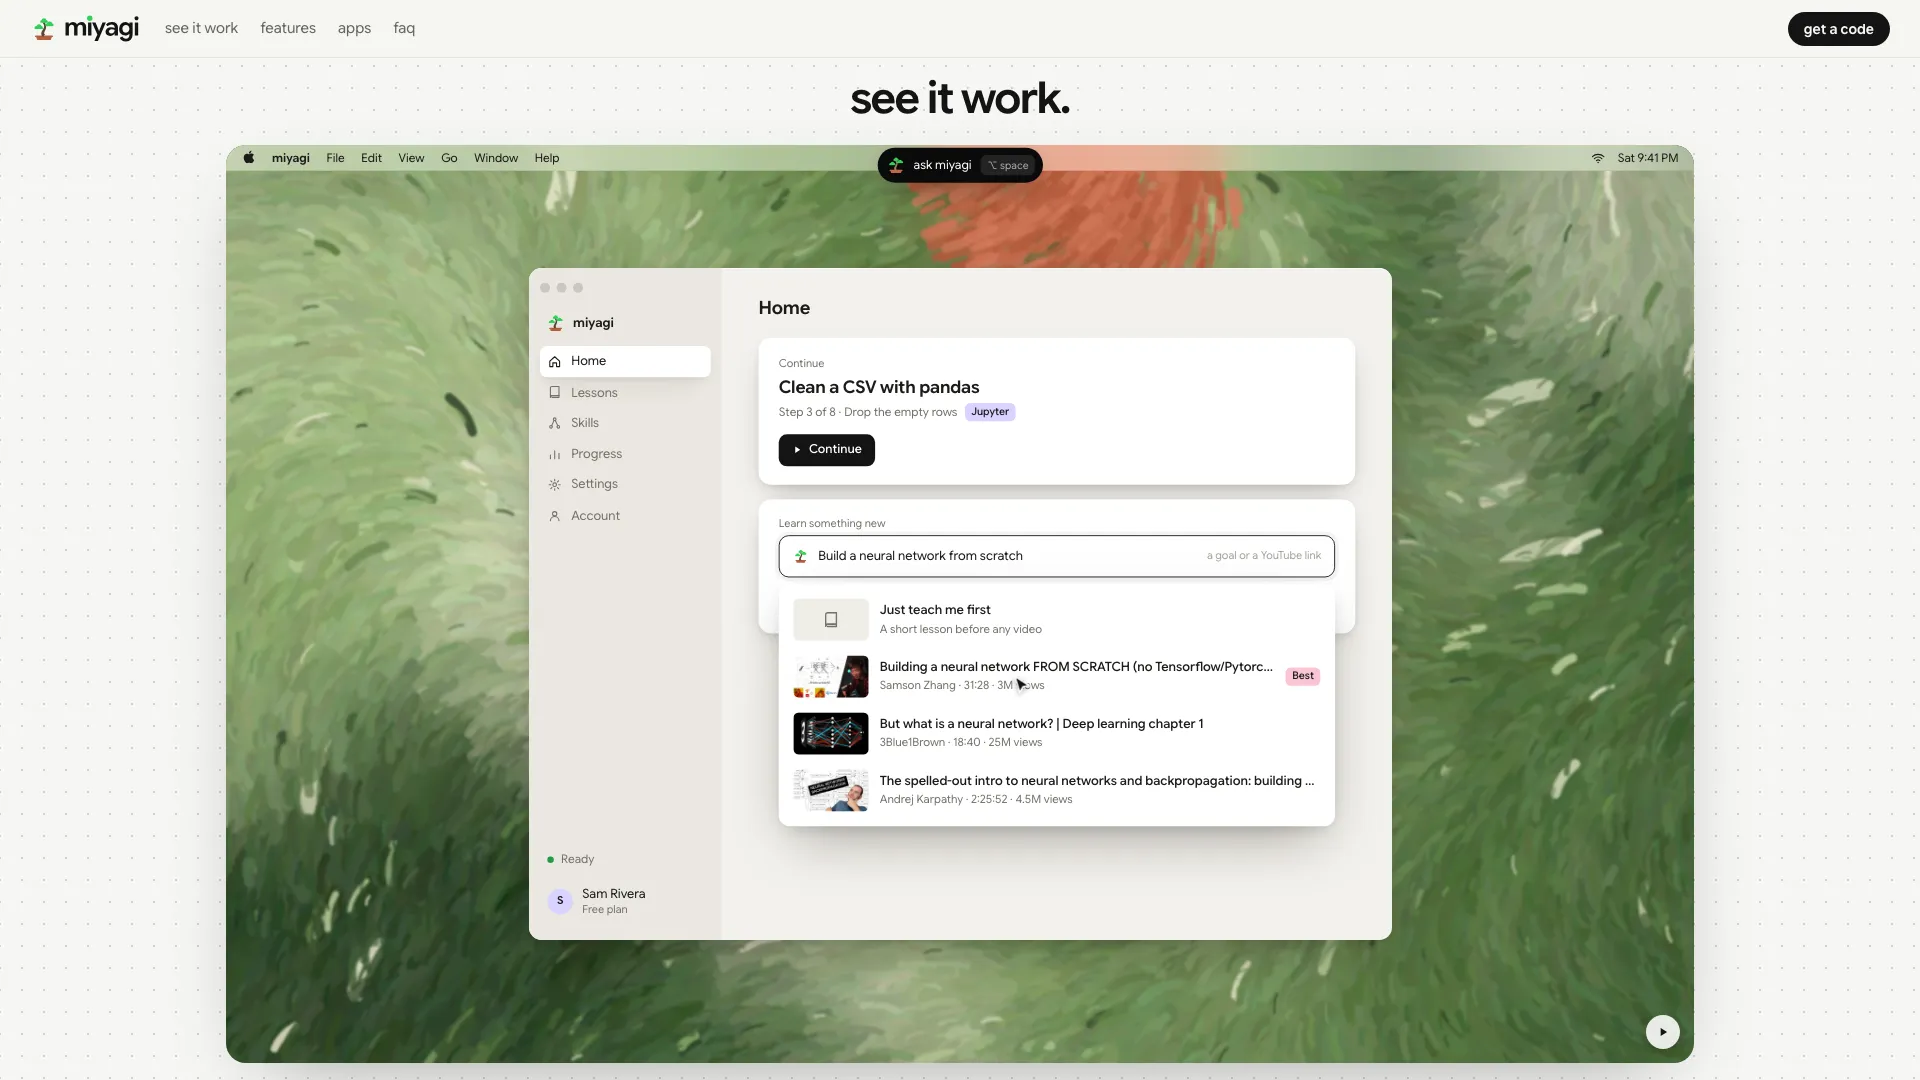 miyagi see it work features apps faq get a code
see it work.
miyagi File Edit View Go Window Help
ask miyagi ⌥ space
Sat 9:41 PM
miyagi
Home
Lessons
Skills
Progress
Settings
Account
Ready
S
Sam Rivera
Free plan
Home
Continue
Clean a CSV with pandas
Step 3 of 8 · Drop the empty rows Jupyter
Continue
Learn something new
Build a neural network from scratch a goal or a YouTube link
Just teach me first
A short lesson before any video
Building a neural network FROM SCRATCH (no Tensorflow/Pytorc... Best
Samson Zhang · 31:28 · 3M
But what is a neural network? | Deep learning chapter 1
3Blue1Brown · 18:40 · 25M views
The spelled-out intro to neural networks and backpropagation: building ...
Andrej Karpathy · 2:25:52 · 4.5M views